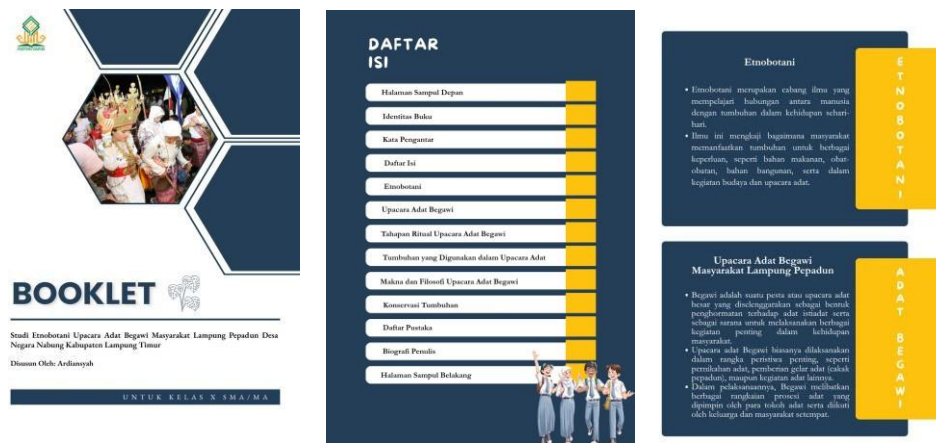 BOOKLET
Studi Etnobotani Upacara Adat Begawi Masyarakat Lampung Pepadun Desa
Negara Nabung Kabupaten Lampung Timur
Disusun Oleh: Ardiansyah
UNTUK KELAS X SMA/MA
DAFTAR
ISI
Halaman Sampul Depan
Identitas Buku
Kata Pengantar
Daftar Isi
Etnobotani
Upacara Adat Begawi
Tahapan Ritual Upacara Adat Begawi
Tumbuhan yang Digunakan dalam Upacara Adat
Makna dan Filosofi Upacara Adat Begawi
Konservasi Tumbuhan
Daftar Pustaka
Biografi Penulis
Halaman Sampul Belakang
Etnobotani
• Etnobotani merupakan cabang ilmu yang
mempelajari hubungan antara manusia
dengan tumbuhan dalam kehidupan sehari-
hari.
• Ilmu ini mengkaji bagaimana masyarakat
memanfaatkan tumbuhan untuk berbagai
keperluan, seperti bahan makanan, obat-
obatan, bahan bangunan, serta dalam
kegiatan budaya dan upacara adat.
ETNOBOTANI
Upacara Adat Begawi
Masyarakat Lampung Pepadun
• Begawi adalah suatu pesta atau upacara adat
besar yang diselenggarakan sebagai bentuk
penghormatan terhadap adat istiadat serta
sebagai sarana untuk melaksanakan berbagai
kegiatan penting dalam kehidupan
masyarakat.
• Upacara adat Begawi biasanya dilaksanakan
dalam rangka peristiwa penting, seperti
pernikahan adat, pemberian gelar adat (cakak
pepadun), maupun kegiatan adat lainnya.
• Dalam pelaksanaannya, Begawi melibatkan
berbagai rangkaian prosesi adat yang
dipimpin oleh para tokoh adat serta diikuti
oleh keluarga dan masyarakat setempat.
ADAT BEGAWI